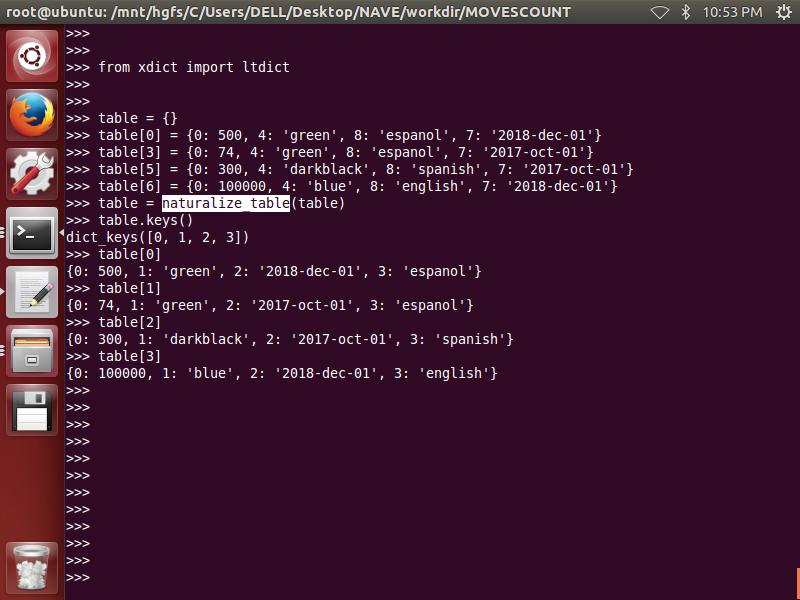 root@ubuntu: /mnt/hgfs/C/Users/DELL/Desktop/NAVE/workdir/MOVESCOUNT 10:53 PM
>>>
>>>
>>> from xdict import ltdict
>>>
>>>
>>> table = {}
>>> table[0] = {0: 500, 4: 'green', 8: 'espanol', 7: '2018-dec-01'}
>>> table[3] = {0: 74, 4: 'green', 8: 'espanol', 7: '2017-oct-01'}
>>> table[5] = {0: 300, 4: 'darkblack', 8: 'spanish', 7: '2017-oct-01'}
>>> table[6] = {0: 100000, 4: 'blue', 8: 'english', 7: '2018-dec-01'}
>>> table = naturalize_table(table)
>>> table.keys()
dict_keys([0, 1, 2, 3])
>>> table[0]
{0: 500, 1: 'green', 2: '2018-dec-01', 3: 'espanol'}
>>> table[1]
{0: 74, 1: 'green', 2: '2017-oct-01', 3: 'espanol'}
>>> table[2]
{0: 300, 1: 'darkblack', 2: '2017-oct-01', 3: 'spanish'}
>>> table[3]
{0: 100000, 1: 'blue', 2: '2018-dec-01', 3: 'english'}
>>>
>>>
>>>
>>>
>>>
>>>
>>>
>>>
>>>
>>>
>>>
>>>